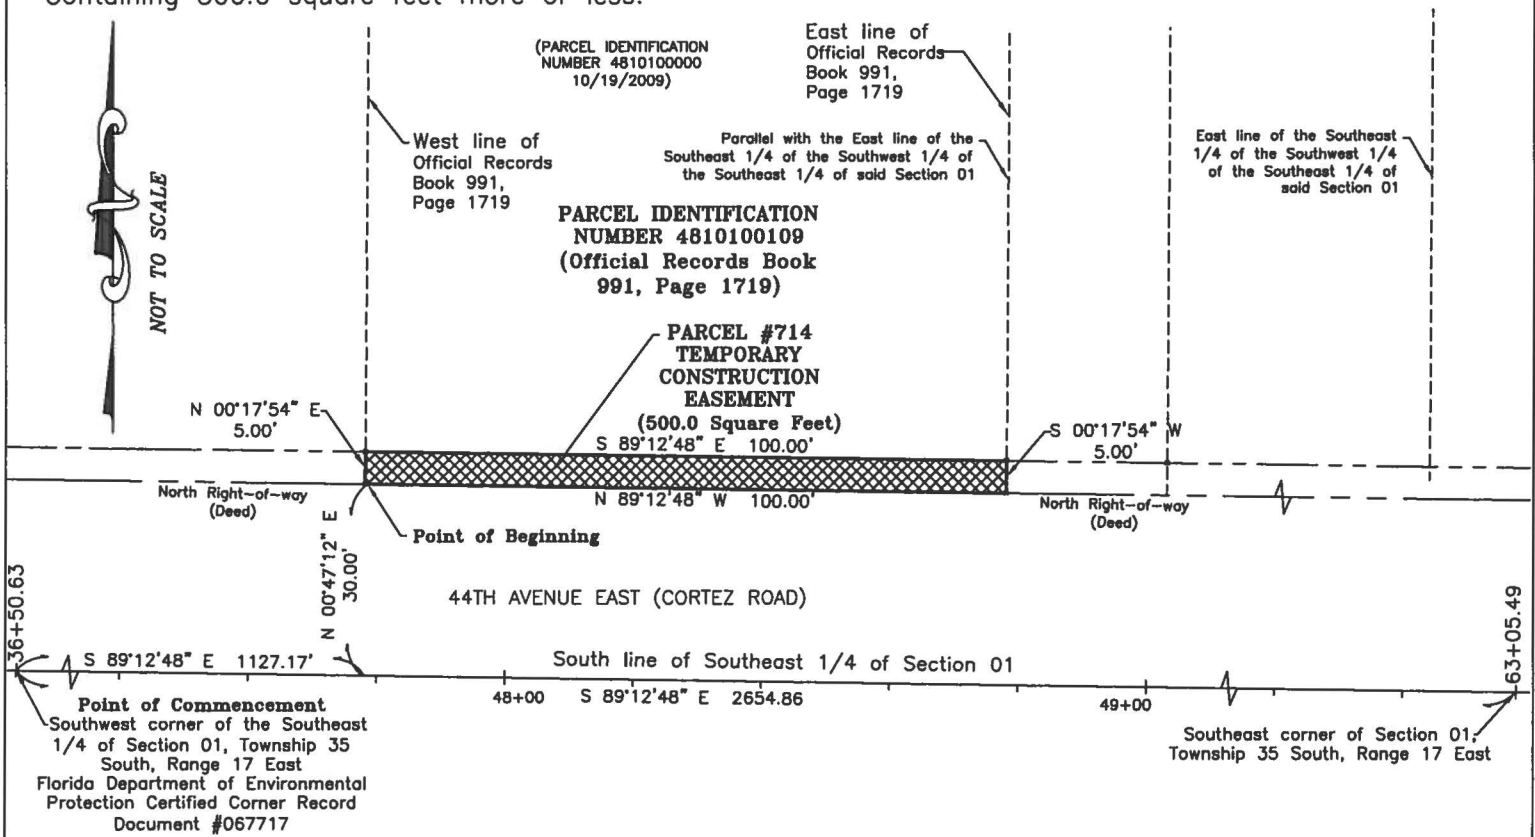 Containing 500.0 square feet more or less.
(PARCEL IDENTIFICATION
NUMBER 4810100000
10/19/2009)
East line of
Official Records
Book 991,
Page 1719
West line of
Official Records
Book 991,
Page 1719
Parallel with the East line of the
Southeast 1/4 of the Southwest 1/4 of
the Southeast 1/4 of said Section 01
East line of the Southeast
1/4 of the Southwest 1/4
of the Southeast 1/4 of
said Section 01
NOT TO SCALE
PARCEL IDENTIFICATION
NUMBER 4810100109
(Official Records Book
991, Page 1719)
PARCEL #714
TEMPORARY
CONSTRUCTION
EASEMENT
(500.0 Square Feet)
N 00°17'54" E
5.00'
S 89°12'48" E 100.00'
S 00°17'54" W
5.00'
North Right-of-way
(Deed)
N 89°12'48" W 100.00'
North Right-of-way
(Deed)
Point of Beginning
N 00°47'12" E
30.00'
44TH AVENUE EAST (CORTEZ ROAD)
36+50.63
63+05.49
S 89°12'48" E 1127.17'
South line of Southeast 1/4 of Section 01
48+00
S 89°12'48" E 2654.86
49+00
Point of Commencement
Southwest corner of the Southeast
1/4 of Section 01, Township 35
South, Range 17 East
Florida Department of Environmental
Protection Certified Corner Record
Document #067717
Southeast corner of Section 01,
Township 35 South, Range 17 East